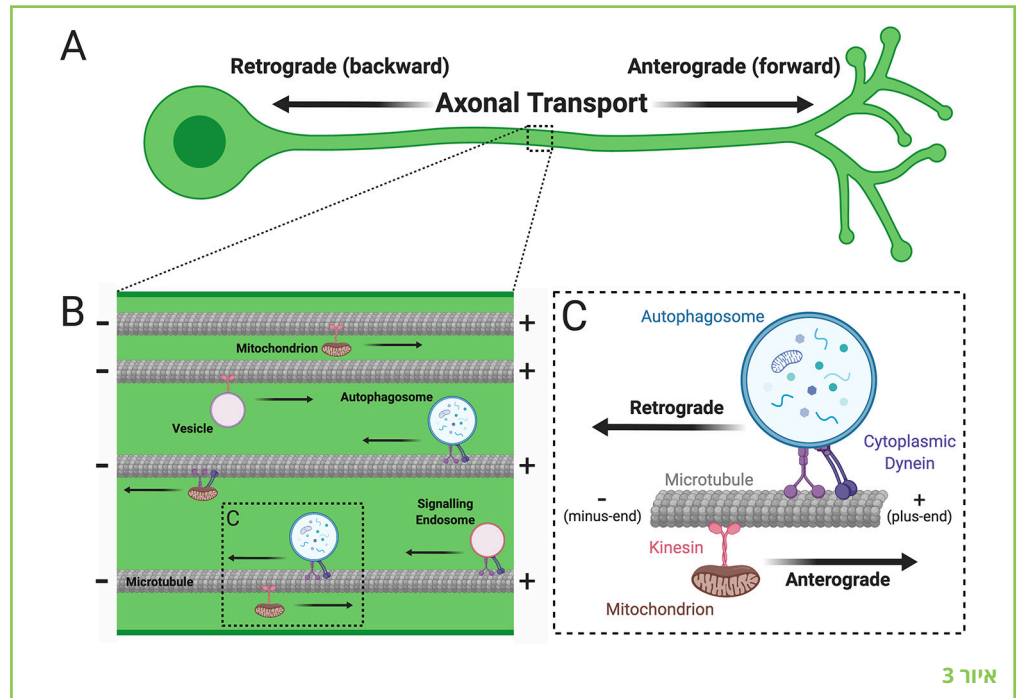 A
Retrograde (backward)
Anterograde (forward)
Axonal Transport
B
- +
Mitochondrion
- +
Vesicle
Autophagosome
- +
Signalling
Endosome
C
- Microtubule +
C
Autophagosome
Retrograde
Cytoplasmic
Dynein
Microtubule
-
(minus-end)
+
(plus-end)
Kinesin
Anterograde
Mitochondrion
איור 3